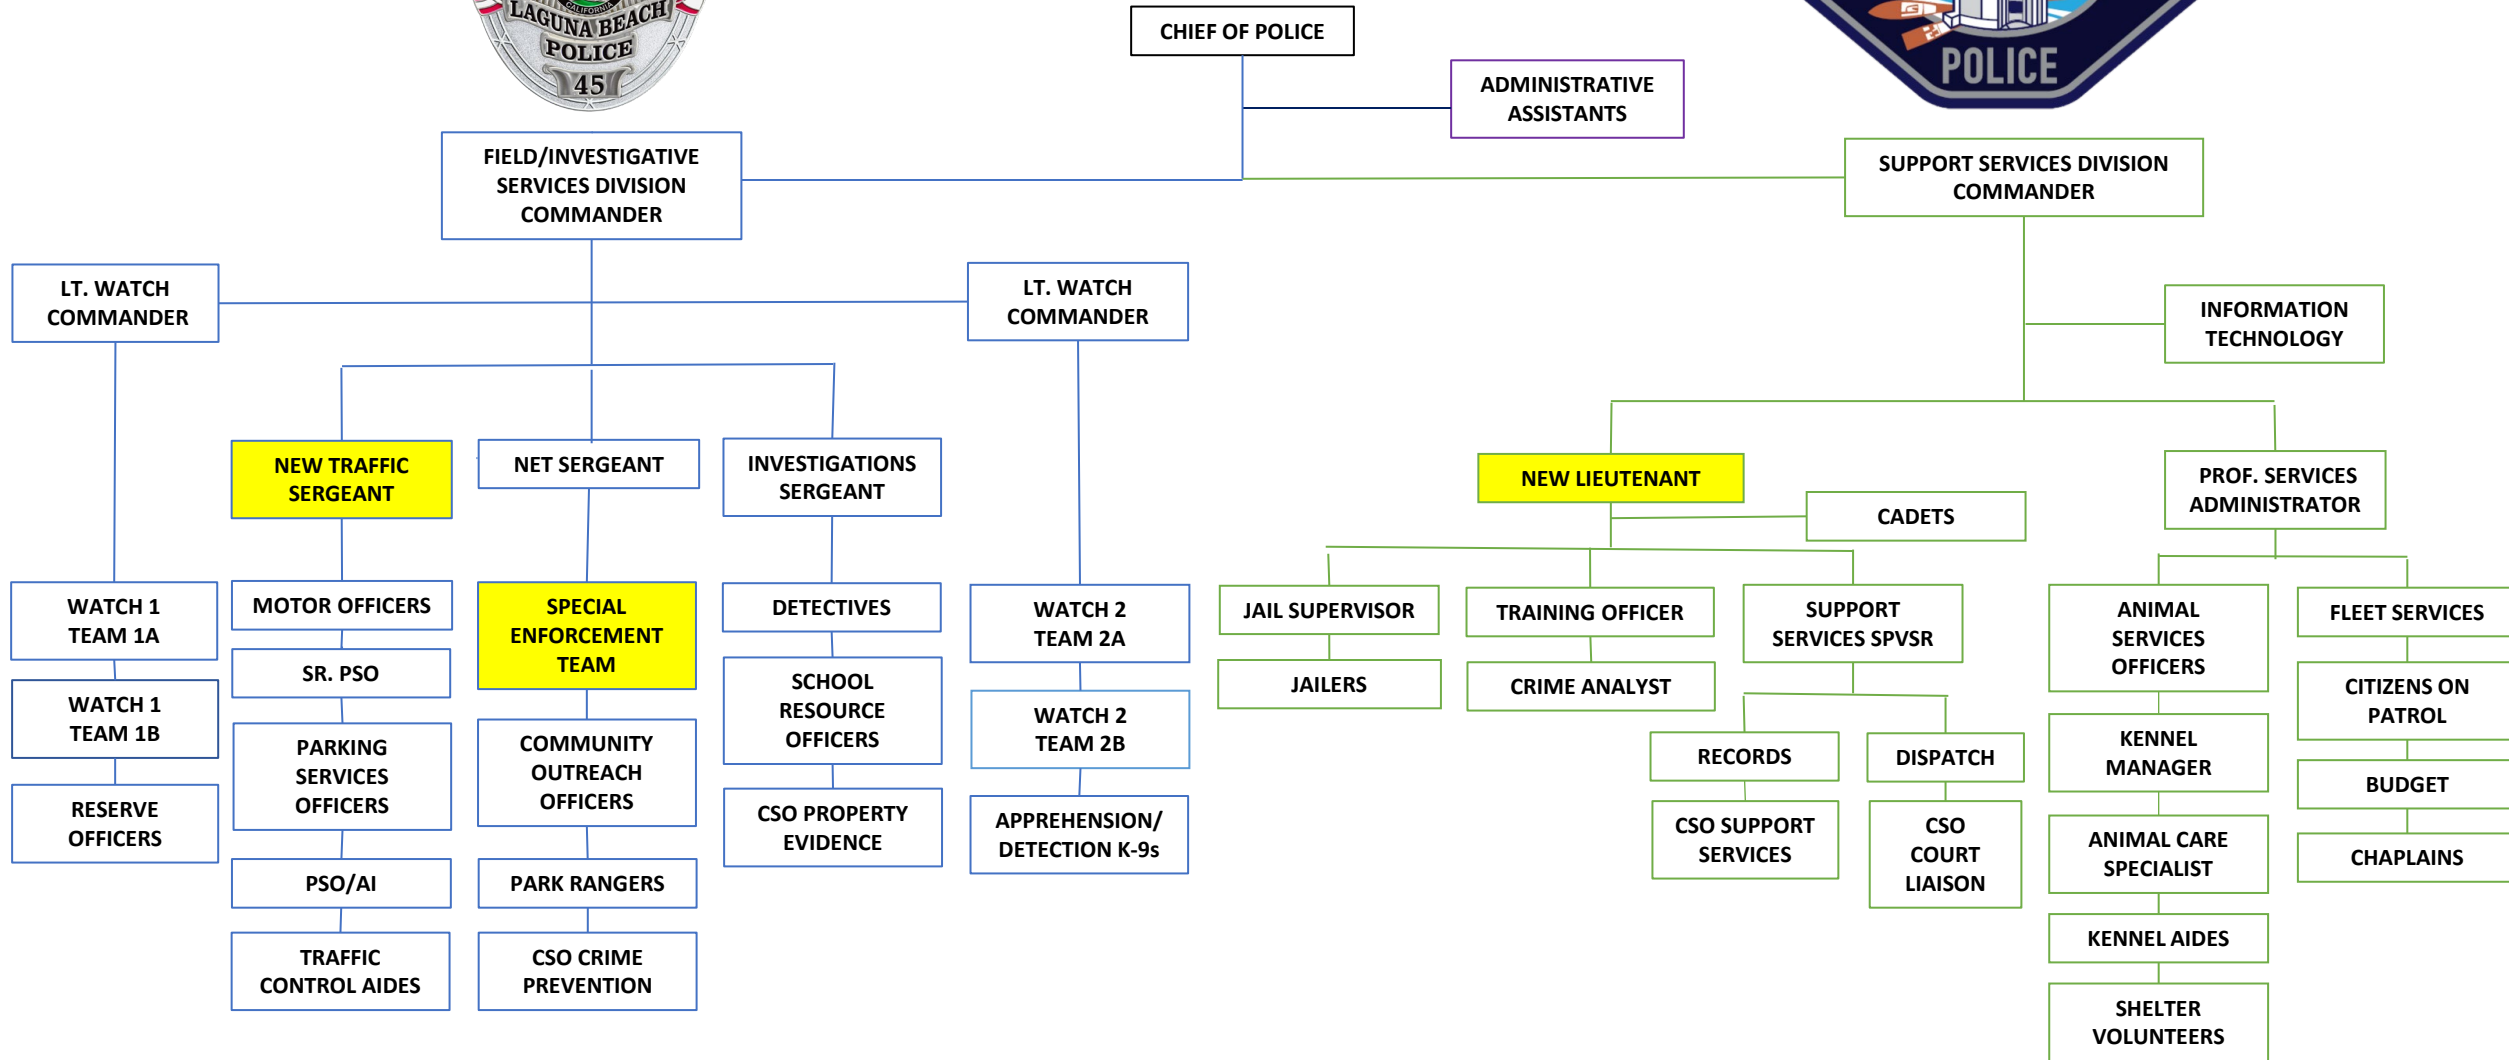 CALIFORNIA
LAGUNA BEACH
POLICE
45
CHIEF OF POLICE
POLICE
ADMINISTRATIVE
ASSISTANTS
FIELD/INVESTIGATIVE
SERVICES DIVISION
COMMANDER
SUPPORT SERVICES DIVISION
COMMANDER
LT. WATCH
COMMANDER
LT. WATCH
COMMANDER
INFORMATION
TECHNOLOGY
NEW TRAFFIC
SERGEANT
NET SERGEANT
INVESTIGATIONS
SERGEANT
NEW LIEUTENANT
CADETS
PROF. SERVICES
ADMINISTRATOR
WATCH 1
TEAM 1A
WATCH 1
TEAM 1B
RESERVE
OFFICERS
MOTOR OFFICERS
SR. PSO
PARKING
SERVICES
OFFICERS
PSO/AI
TRAFFIC
CONTROL AIDES
SPECIAL
ENFORCEMENT
TEAM
COMMUNITY
OUTREACH
OFFICERS
PARK RANGERS
CSO CRIME
PREVENTION
DETECTIVES
SCHOOL
RESOURCE
OFFICERS
CSO PROPERTY
EVIDENCE
WATCH 2
TEAM 2A
WATCH 2
TEAM 2B
APPREHENSION/
DETECTION K-9s
JAIL SUPERVISOR
JAILERS
TRAINING OFFICER
CRIME ANALYST
SUPPORT
SERVICES SPVSR
RECORDS
CSO SUPPORT
SERVICES
DISPATCH
CSO
COURT
LIAISON
ANIMAL
SERVICES
OFFICERS
KENNEL
MANAGER
ANIMAL CARE
SPECIALIST
KENNEL AIDES
SHELTER
VOLUNTEERS
FLEET SERVICES
CITIZENS ON
PATROL
BUDGET
CHAPLAINS